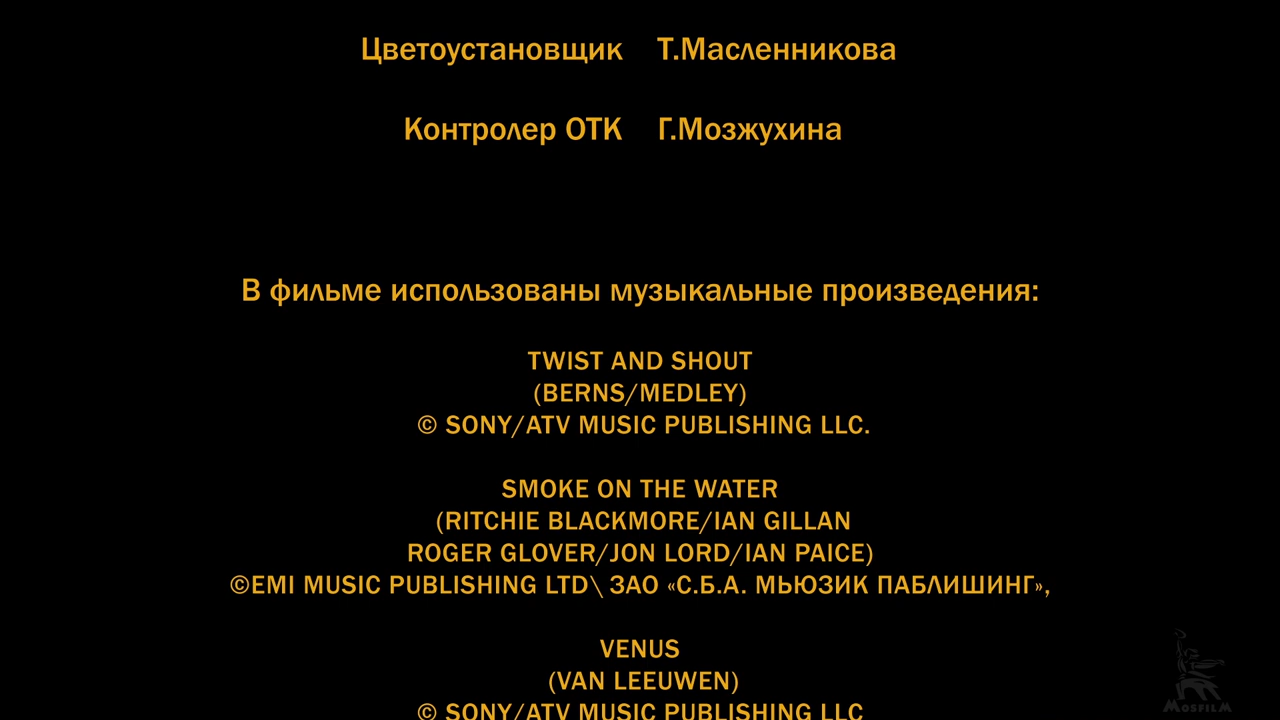 Цветоустановщик Т.Масленникова
Контролер ОТК Г.Мозжухина
В фильме использованы музыкальные произведения:
TWIST AND SHOUT
(BERNS/MEDLEY)
© SONY/ATV MUSIC PUBLISHING LLC.
SMOKE ON THE WATER
(RITCHIE BLACKMORE/IAN GILLAN
ROGER GLOVER/JON LORD/IAN PAICE)
©EMI MUSIC PUBLISHING LTD\ ЗАО «С.Б.А. МЬЮЗИК ПАБЛИШИНГ»,
VENUS
(VAN LEEUWEN)
© SONY/ATV MUSIC PUBLISHING LLC
MOSFILM